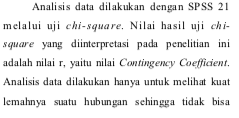 Analisis data dilakukan dengan SPSS 21
melalui uji chi-square. Nilai hasil uji chi-
square yang diinterpretasi pada penelitian ini
adalah nilai r, yaitu nilai Contingency Coefficient.
Analisis data dilakukan hanya untuk melihat kuat
lemahnya suatu hubungan sehingga tidak bisa